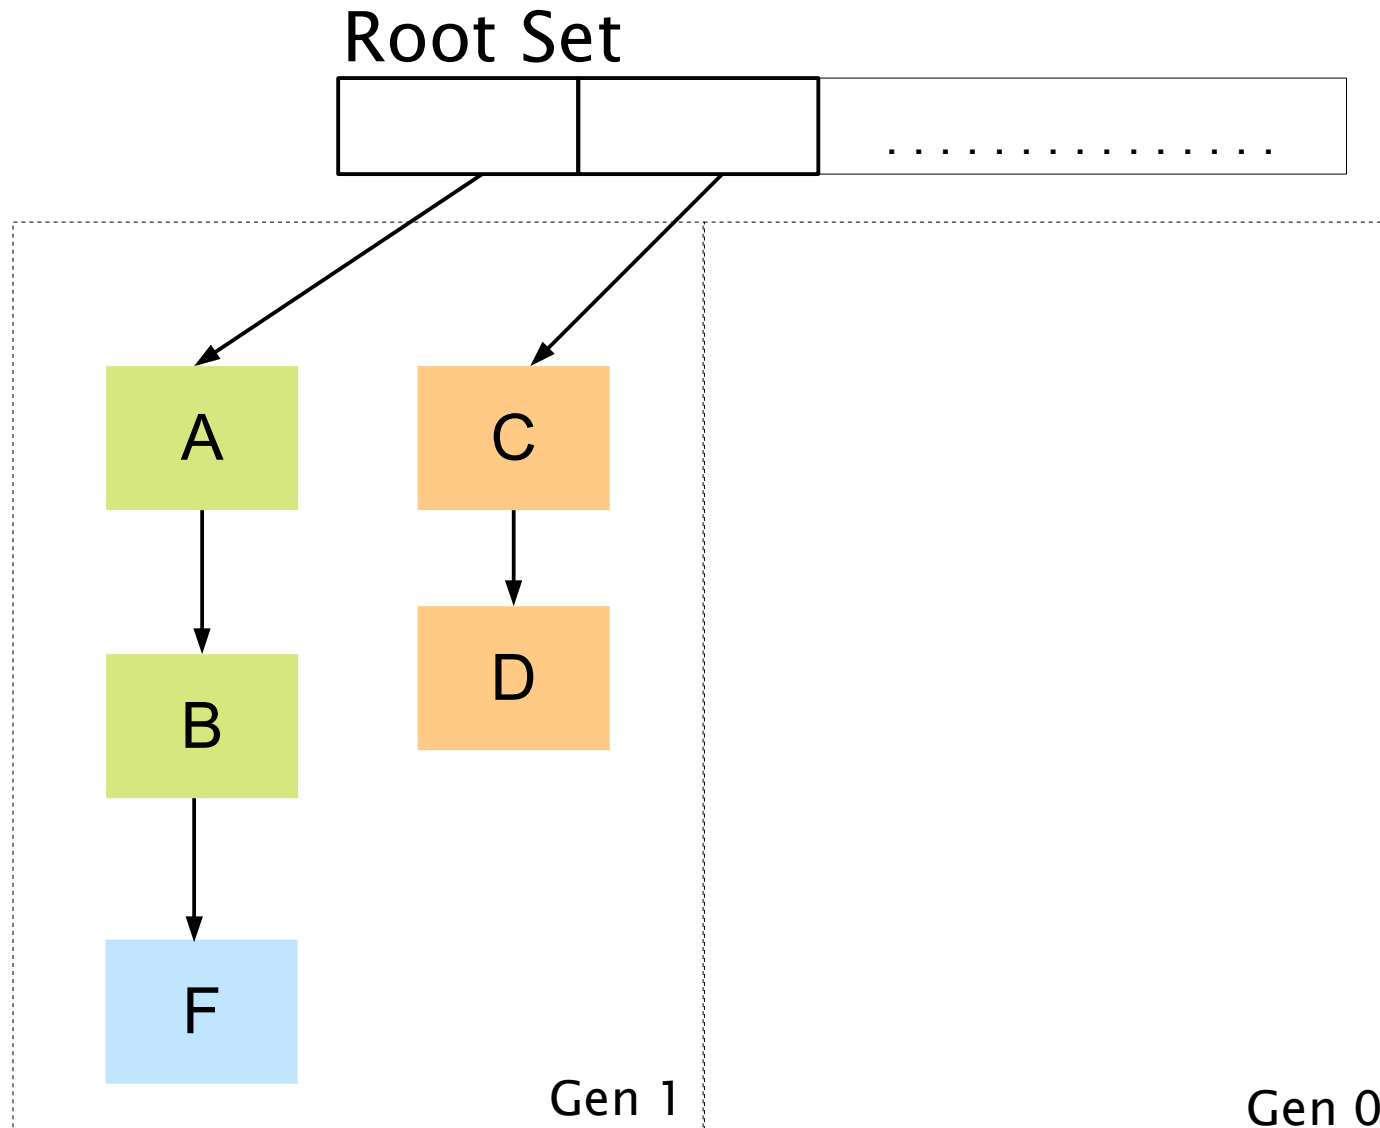 Root Set
...............
A
C
B
D
F
Gen 1
Gen 0